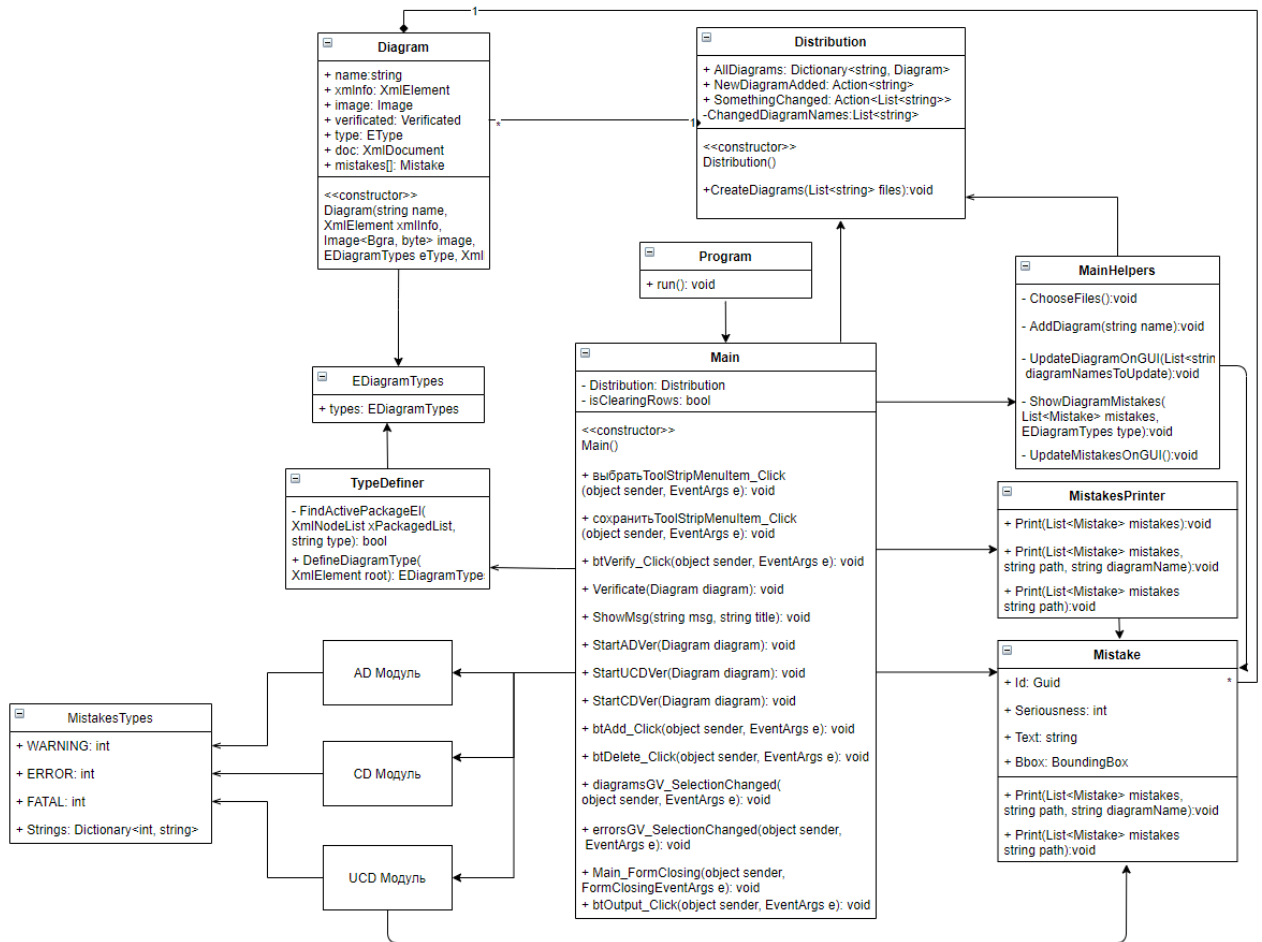 1
Diagram
+ name:string
+ xmlnfo: XmlElement
+ image: Image
+ verificated: Verificated
+ type: EType
+ doc: XmlDocument
+ mistakes[]: Mistake
<<constructor>>
Diagram(string name,
XmlElement xmlInfo,
Image<Bgra, byte> image,
EDiagramTypes eType, Xml
*
1
Distribution
+ AllDiagrams: Dictionary<string, Diagram>
+ NewDiagramAdded: Action<string>
+ SomethingChanged: Action<List<string>>
-ChangedDiagramNames:List<string>
<<constructor>>
Distribution()
+CreateDiagrams(List<string> files):void
Program
+ run(): void
MainHelpers
- ChooseFiles():void
- AddDiagram(string name):void
- UpdateDiagramOnGUI(List<strin
diagramNamesToUpdate):void
- ShowDiagramMistakes(
List<Mistake> mistakes,
EDiagramTypes type):void
- UpdateMistakesOnGUI():void
EDiagramTypes
+ types: EDiagramTypes
TypeDefiner
- FindActivePackageEl(
XmlNodeList xPackagedList,
string type): bool
+ DefineDiagramType(
XmlElement root): EDiagramTypes
Main
- Distribution: Distribution
- isClearingRows: bool
<<constructor>>
Main()
+ выбратьToolStripMenuItem_Click
(object sender, EventArgs e): void
+ сохранитьToolStripMenuItem_Click
(object sender, EventArgs e): void
+ btVerify_Click(object sender, EventArgs e): void
+ Verificate(Diagram diagram): void
+ ShowMsg(string msg, string title): void
+ StartADVer(Diagram diagram): void
+ StartUCDVer(Diagram diagram): void
+ StartCDVer(Diagram diagram): void
+ btAdd_Click(object sender, EventArgs e): void
+ btDelete_Click(object sender, EventArgs e): void
+ diagramsGV_SelectionChanged(
object sender, EventArgs e): void
+ errorsGV_SelectionChanged(object sender,
EventArgs e): void
+ Main_FormClosing(object sender,
FormClosingEventArgs e): void
+ btOutput_Click(object sender, EventArgs e): void
MistakesPrinter
+ Print(List<Mistake> mistakes):void
+ Print(List<Mistake> mistakes,
string path, string diagramName):void
+ Print(List<Mistake> mistakes
string path):void
Mistake
+ Id: Guid
*
+ Seriousness: int
+ Text: string
+ Bbox: BoundingBox
+ Print(List<Mistake> mistakes,
string path, string diagramName):void
+ Print(List<Mistake> mistakes
string path):void
AD Модуль
CD Модуль
UCD Модуль
MistakesTypes
+ WARNING: int
+ ERROR: int
+ FATAL: int
+ Strings: Dictionary<int, string>